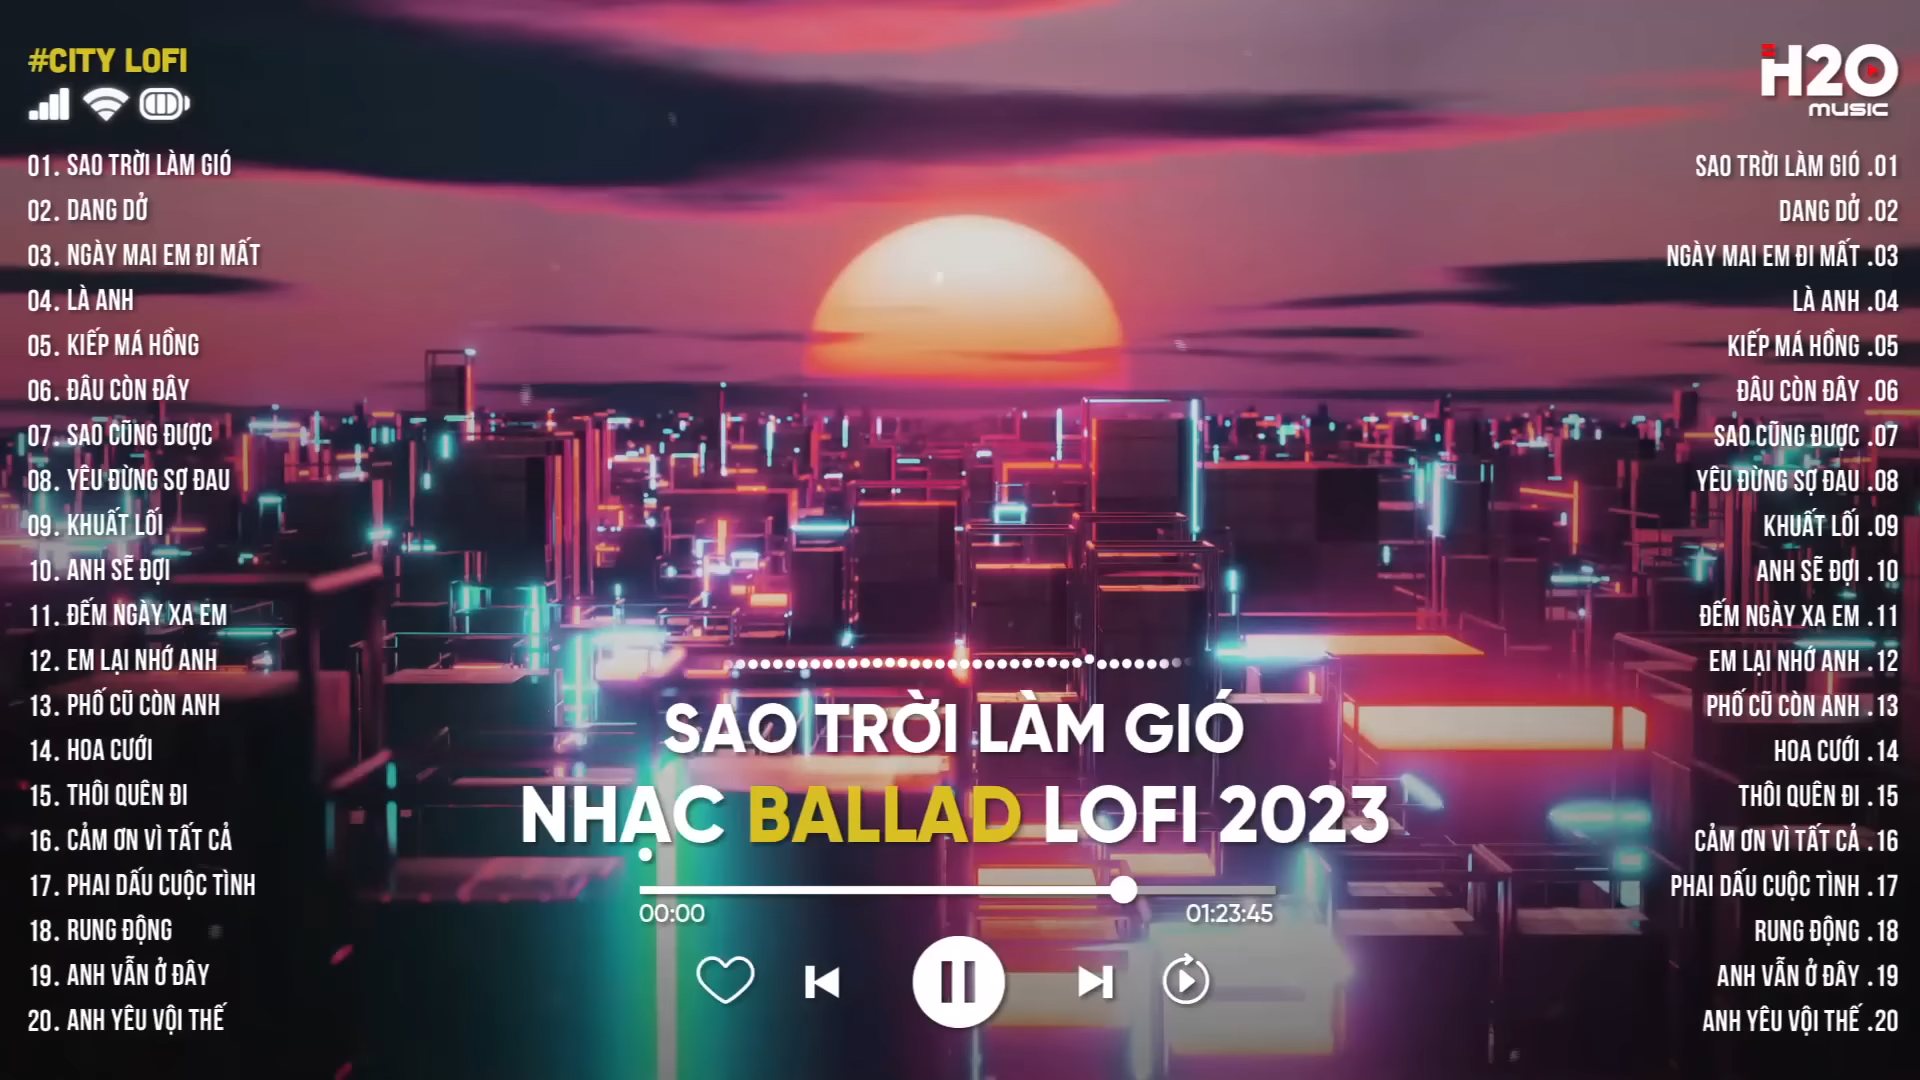 #CITY LOFI
H2O
MUSIC
01. SAO TRỜI LÀM GIÓ
02. DANG DỞ
03. NGÀY MAI EM ĐI MẤT
04. LÀ ANH
05. KIẾP MÁ HỒNG
06. ĐÂU CÒN ĐÂY
07. SAO CŨNG ĐƯỢC
08. YÊU ĐỪNG SỢ ĐAU
09. KHUẤT LỐI
10. ANH SẼ ĐỢI
11. ĐẾM NGÀY XA EM
12. EM LẠI NHỚ ANH
13. PHỐ CŨ CÒN ANH
14. HOA CƯỚI
15. THÔI QUÊN ĐI
16. CẢM ƠN VÌ TẤT CẢ
17. PHAI DẤU CUỘC TÌNH
18. RUNG ĐỘNG
19. ANH VẪN Ở ĐÂY
20. ANH YÊU VỘI THẾ
SAO TRỜI LÀM GIÓ
NHẠC BALLAD LOFI 2023
00:00
01:23:45
SAO TRỜI LÀM GIÓ .01
DANG DỞ .02
NGÀY MAI EM ĐI MẤT .03
LÀ ANH .04
KIẾP MÁ HỒNG .05
ĐÂU CÒN ĐÂY .06
SAO CŨNG ĐƯỢC .07
YÊU ĐỪNG SỢ ĐAU .08
KHUẤT LỐI .09
ANH SẼ ĐỢI .10
ĐẾM NGÀY XA EM .11
EM LẠI NHỚ ANH .12
PHỐ CŨ CÒN ANH .13
HOA CƯỚI .14
THÔI QUÊN ĐI .15
CẢM ƠN VÌ TẤT CẢ .16
PHAI DẤU CUỘC TÌNH .17
RUNG ĐỘNG .18
ANH VẪN Ở ĐÂY .19
ANH YÊU VỘI THẾ .20